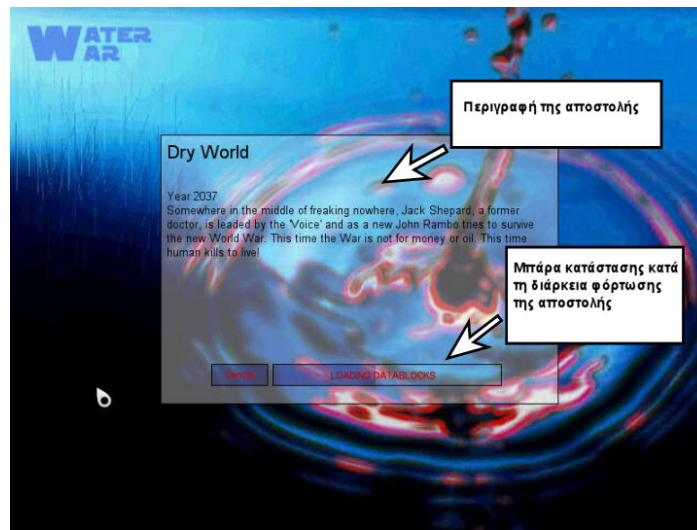 WATER
WAR
Περιγραφή της αποστολής
Dry World
Year 2037
Somewhere in the middle of freaking nowhere, Jack Shepard, a former
doctor, is leaded by the 'Voice' and as a new John Rambo tries to survive
the new World War. This time the War is not for money or oil. This time
human kills to live!
Μπάρα κατάστασης κατά
τη διάρκεια φόρτωσης
της αποστολής
Cancel
LOADING DATABLOCKS